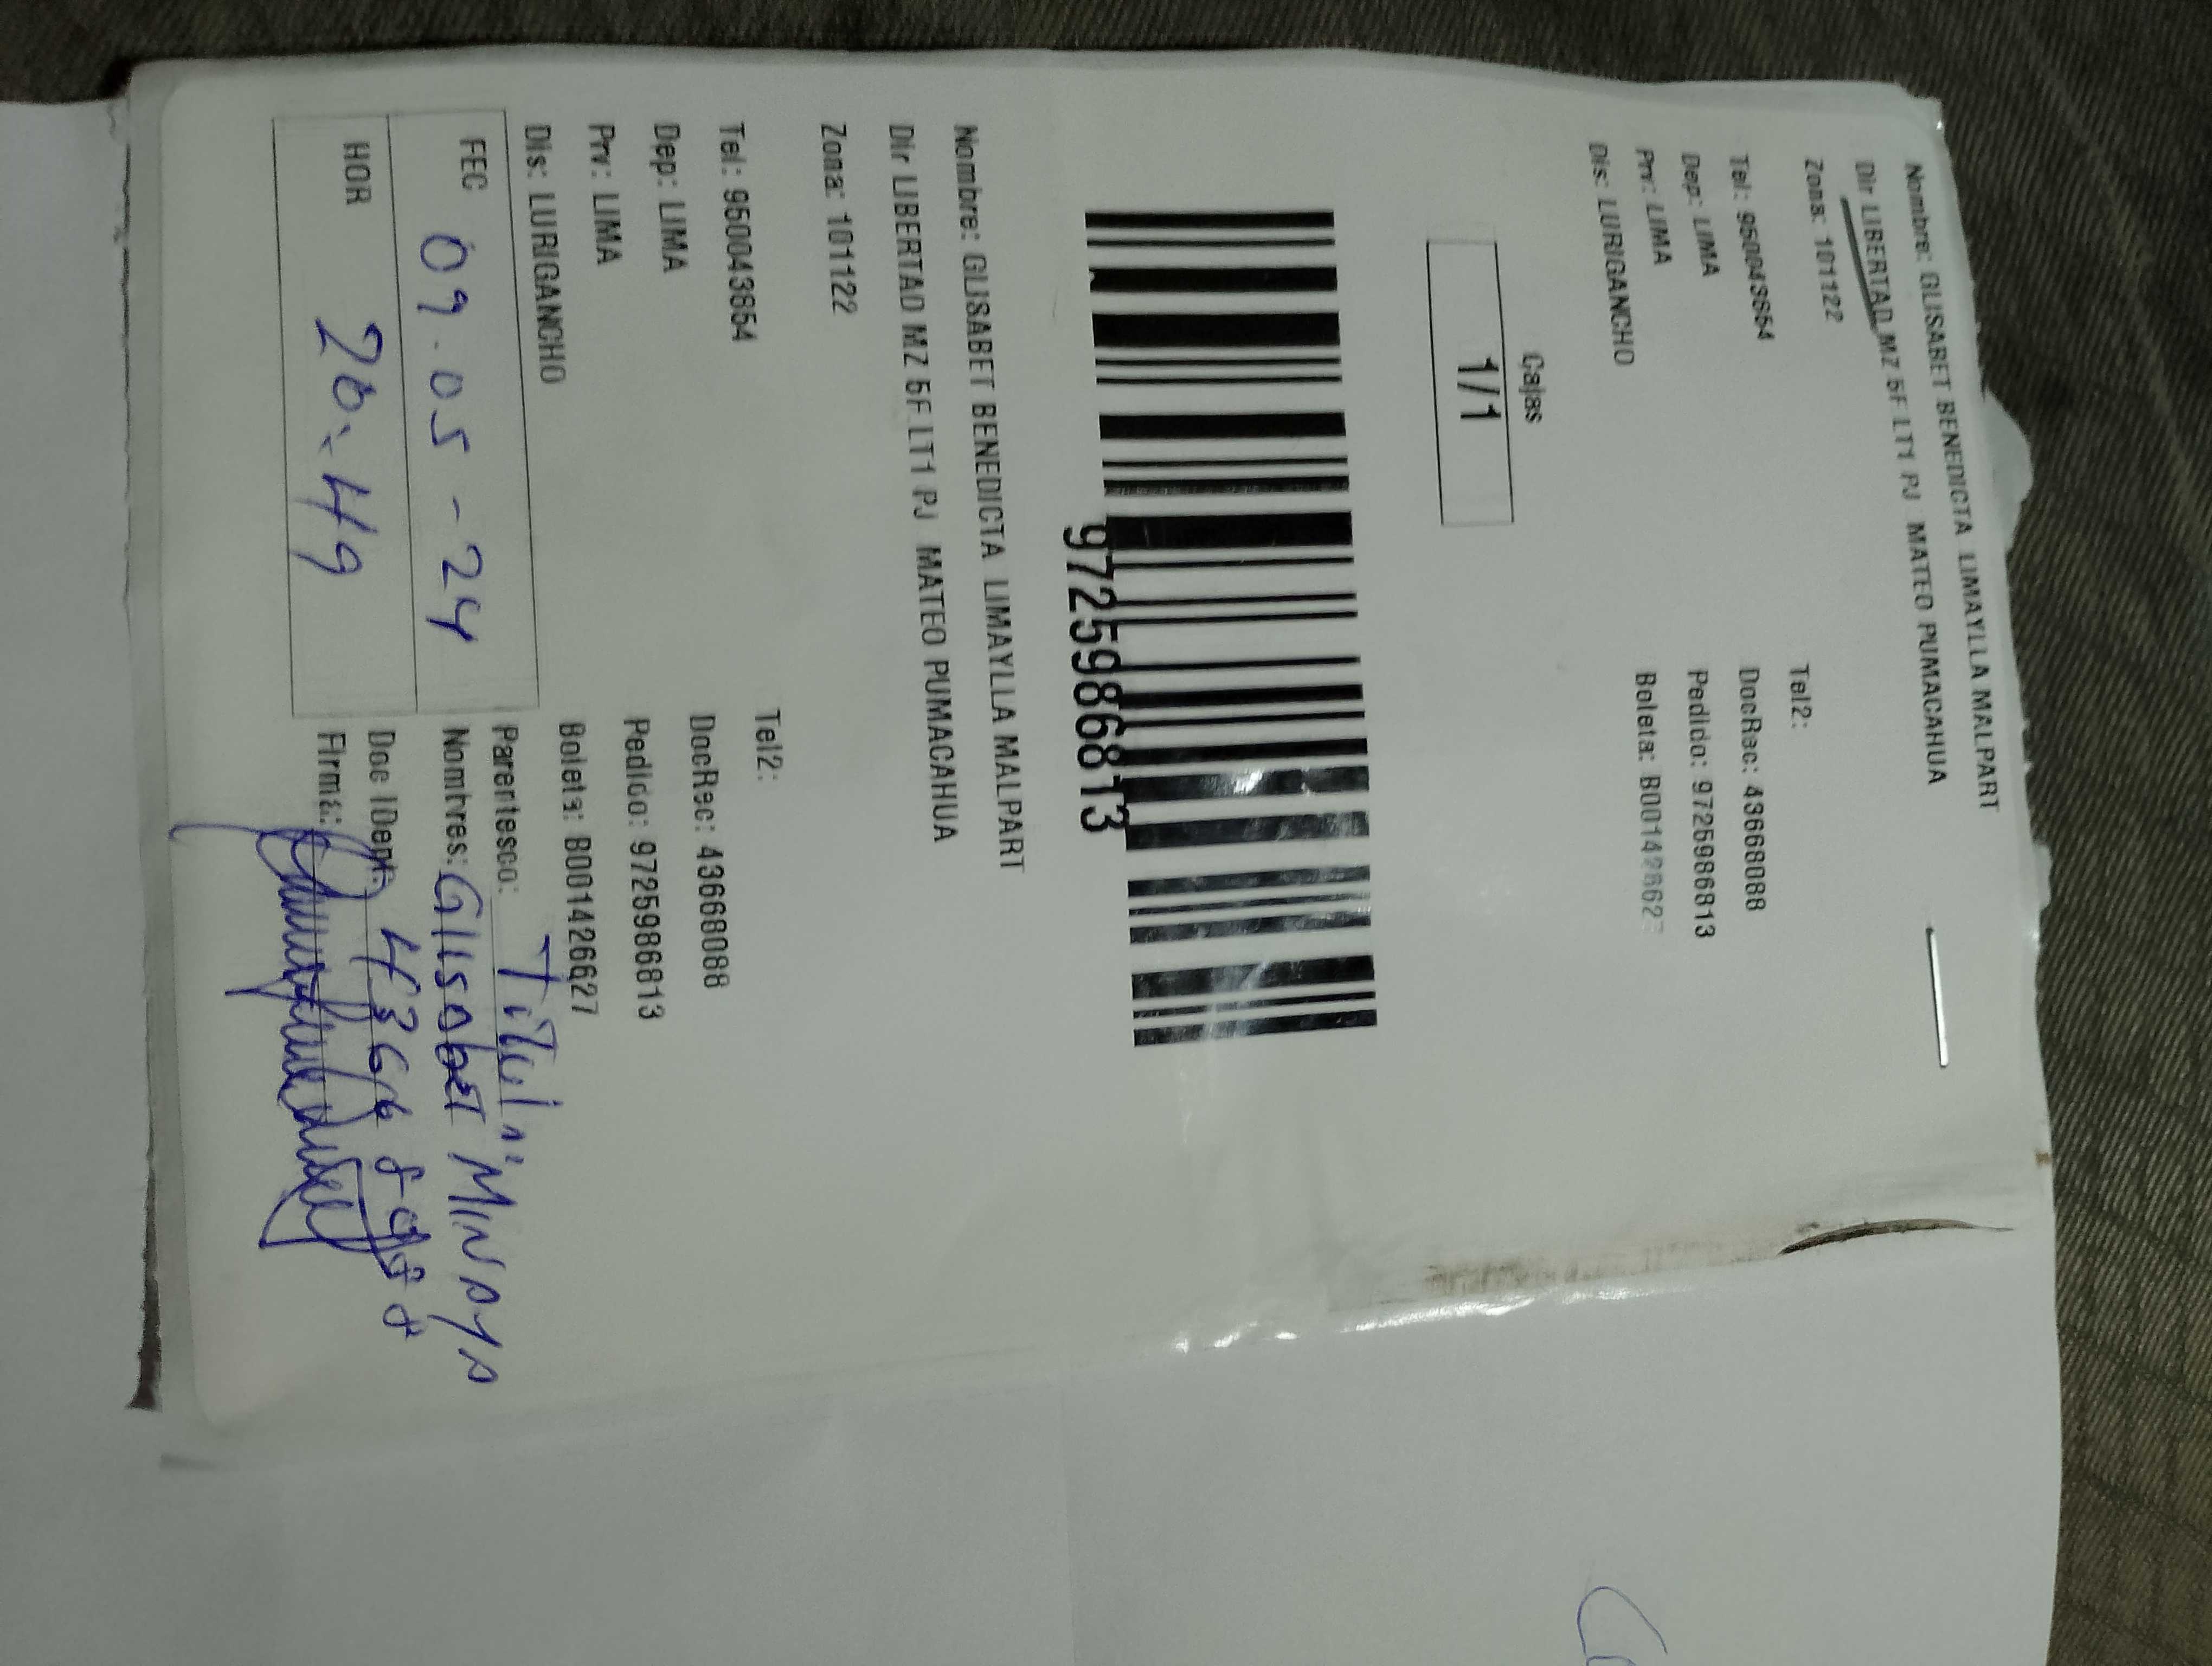 Nombre: GLISABET BENEDICTA LIMAYLLA MALPART
Dir LIBERTAD MZ 5F LT1 PJ MATEO PUMACAHUA
Zona: 101122
Tel: 950043654
Tel2:
Dep: LIMA
DocRec: 43668088
Prv: LIMA
Pedido: 9725986813
Dis: LURIGANCHO
Boleta: B001426627
Cajas
1/1
9725986813
Nombre: GLISABET BENEDICTA LIMAYLLA MALPART
Dir LIBERTAD MZ 5F LT1 PJ MATEO PUMACAHUA
Zona: 101122
Tel: 950043654
Tel2:
Dep: LIMA
DocRec: 43668088
Prv: LIMA
Pedido: 9725986813
Dis: LURIGANCHO
Boleta: B001426627
FEC 09-05-24
Parentesco:
Nombres: Glisabet MINAYA
HOR 20:49
Doc IDent: 43668088
Firma: